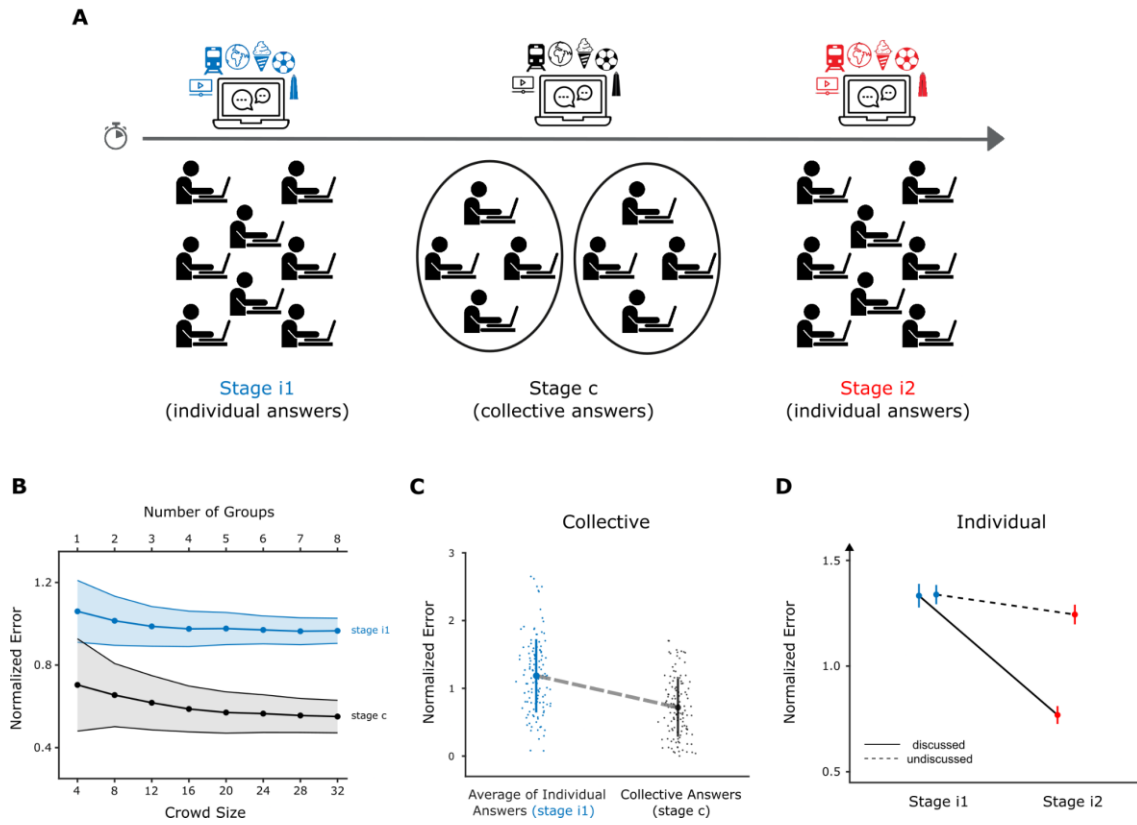 A
Stage i1
(individual answers)
Stage c
(collective answers)
Stage i2
(individual answers)
B
Number of Groups
1 2 3 4 5 6 7 8
Normalized Error
1.2
0.8
0.4
stage i1
stage c
4 8 12 16 20 24 28 32
Crowd Size
C
Collective
Normalized Error
3
2
1
0
Average of Individual
Answers (stage i1)
Collective Answers
(stage c)
D
Individual
Normalized Error
1.5
1.0
0.5
discussed
undiscussed
Stage i1
Stage i2